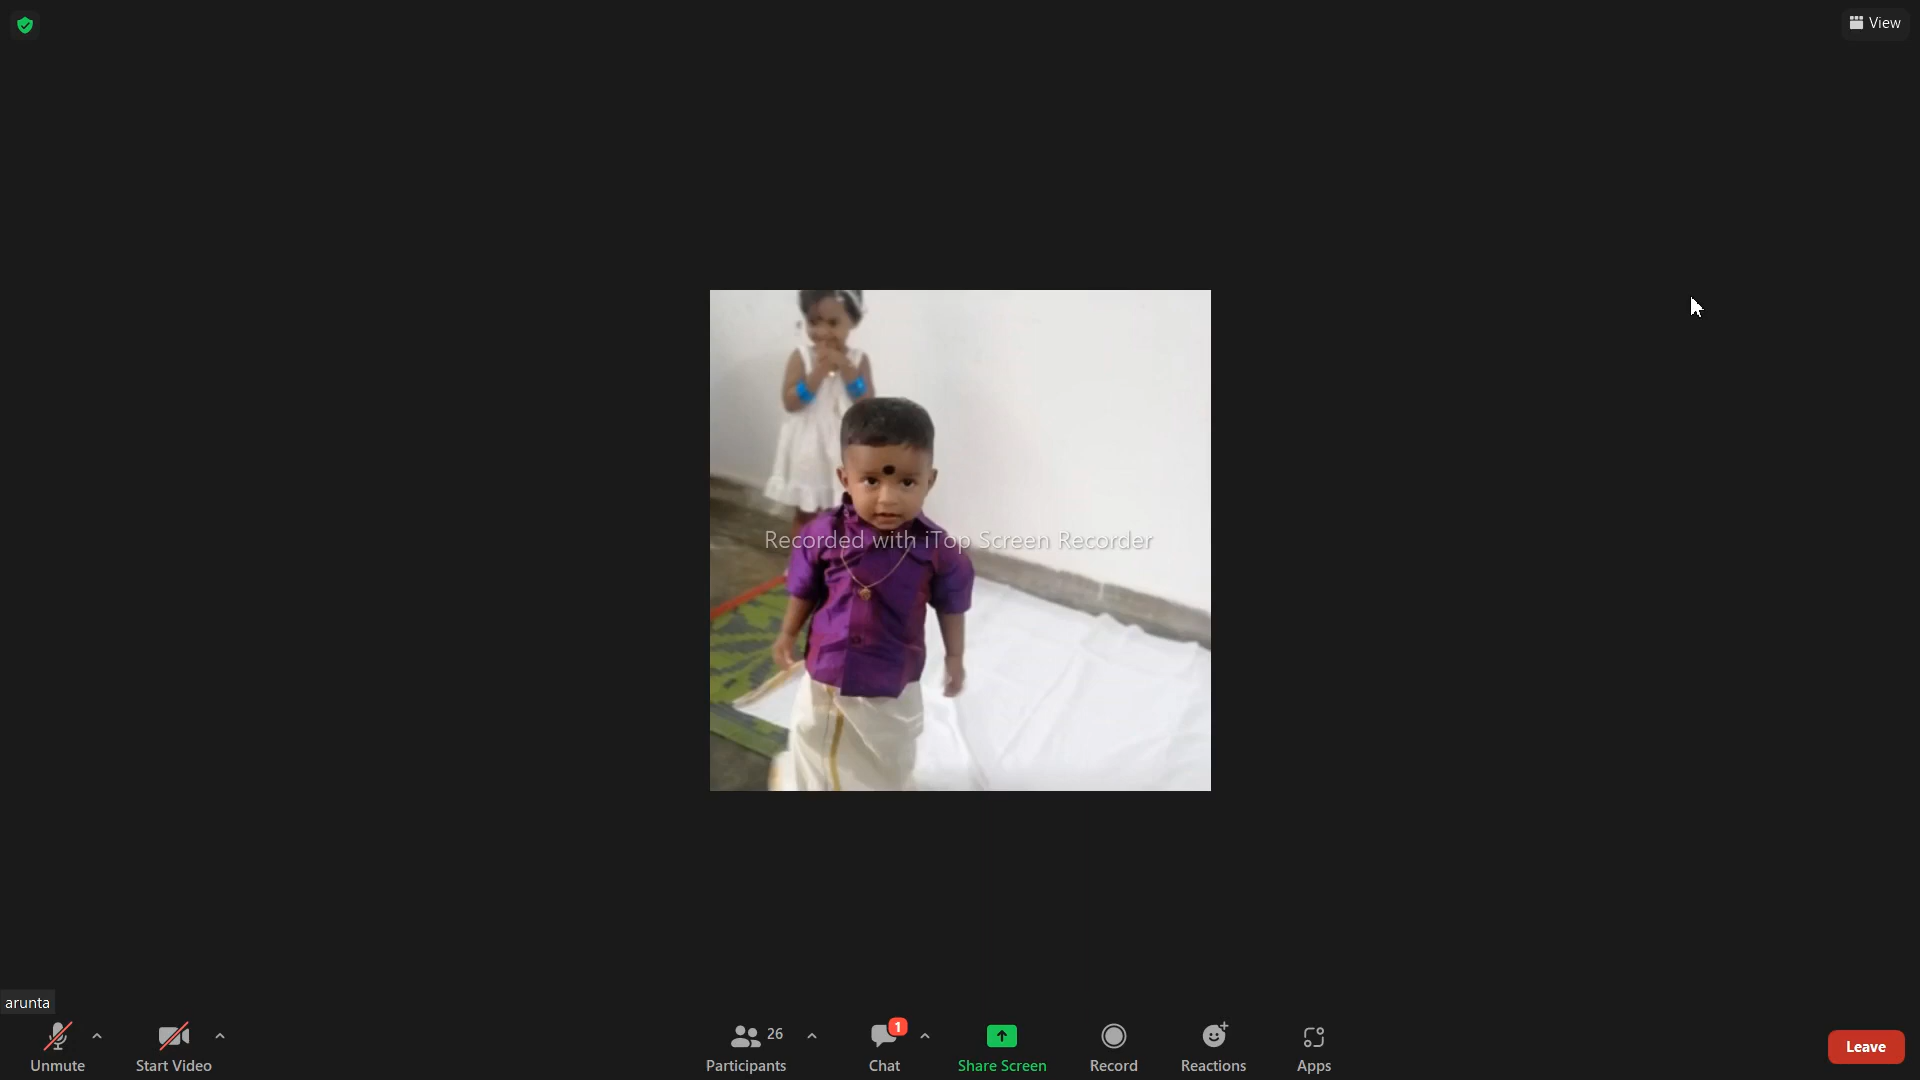 View
Recorded with iTop Screen Recorder
arunta
26
1
Unmute
Start Video
Participants
Chat
Share Screen
Record
Reactions
Apps
Leave